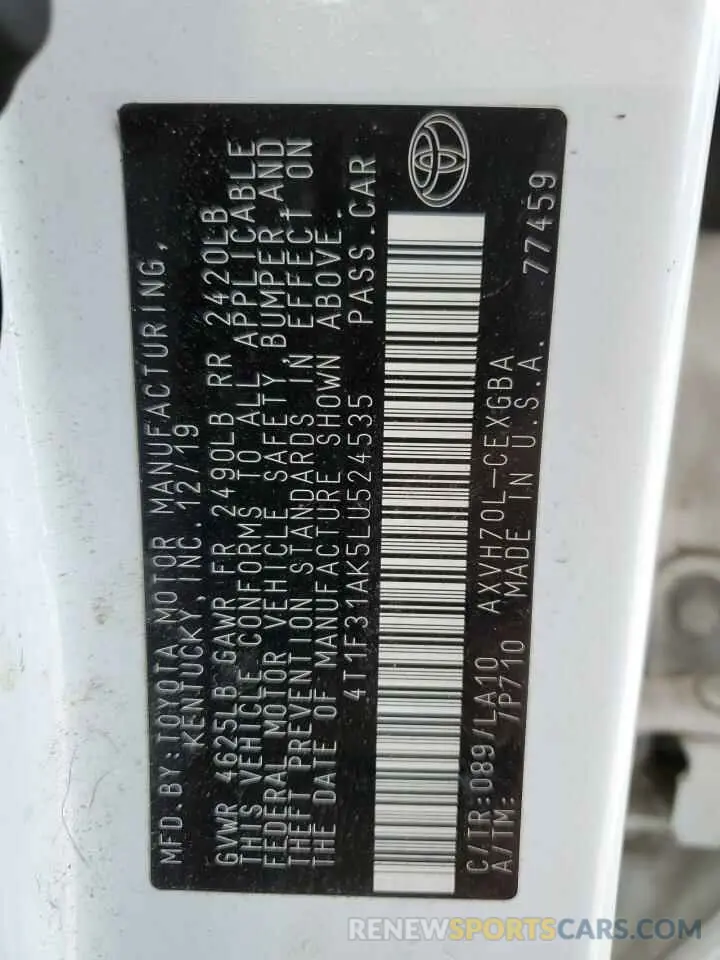 MFD.BY:TOYOTA MOTOR MANUFACTURING,
KENTUCKY, INC.12/19
GVWR 4625LB GAWR FR 2490LB RR 2420LB
THIS VEHICLE CONFORMS TO ALL APPLICABLE
FEDERAL MOTOR VEHICLE SAFETY,BUMPER,AND
THEFT PREVENTION STANDARDS IN EFFECT ON
THE DATE OF MANUFACTURE SHOWN ABOVE.
4T1F31AK5LU524535 PASS.CAR
C/TR:089/LA10 AXVH70L-CEXGBA
A/TM: /P710 MADE IN U.S.A. 77459
RENEWSPORTSCARS.COM